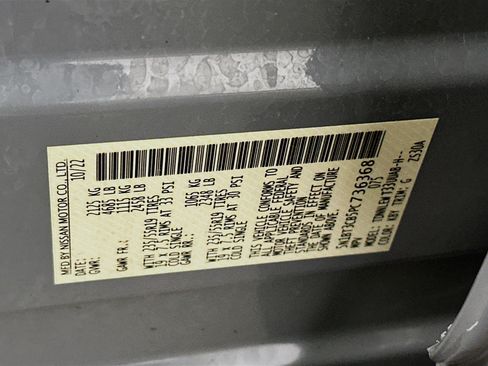 MFD BY NISSAN MOTOR CO., LTD.
10/22
GVWR: 2125 KG
4685 LB
GAWR FR.: 1115 KG
2458 LB
WITH 235/55R19
19 X 7.5 RIMS AT 33 PSI
COLD SINGLE
GAWR RR.: 1065 KG
2348 LB
WITH 235/55R19
19 X 7.5 RIMS AT 33 PSI
COLD SINGLE
THIS VEHICLE CONFORMS TO
ALL APPLICABLE FEDERAL
MOTOR VEHICLE SAFETY AND
THEFT PREVENTION
STANDARDS IN EFFECT ON
THE DATE OF MANUFACTURE
SHOWN ABOVE.
5N1BT3CB5PC736368
MPV 073
MODEL:
COLOR: KBY TRIM: G ZS30A